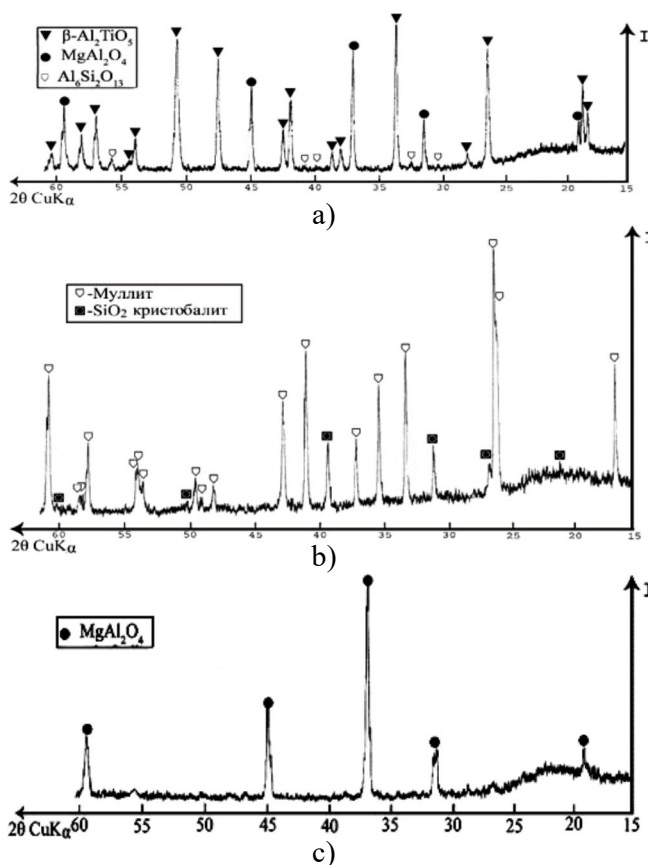 β-Al₂TiO₅
MgAl₂O₄
Al₆Si₂O₁₃
I
60 55 50 45 40 35 30 25 20 15
2θ CuKα
a)
I
-Муллит
-SiO₂ кристобалит
55 50 45 40 35 30 25 20 15
2θ CuKα
b)
I
MgAl₂O₄
2θ CuKα 60 55 50 45 40 35 30 25 20 15
c)